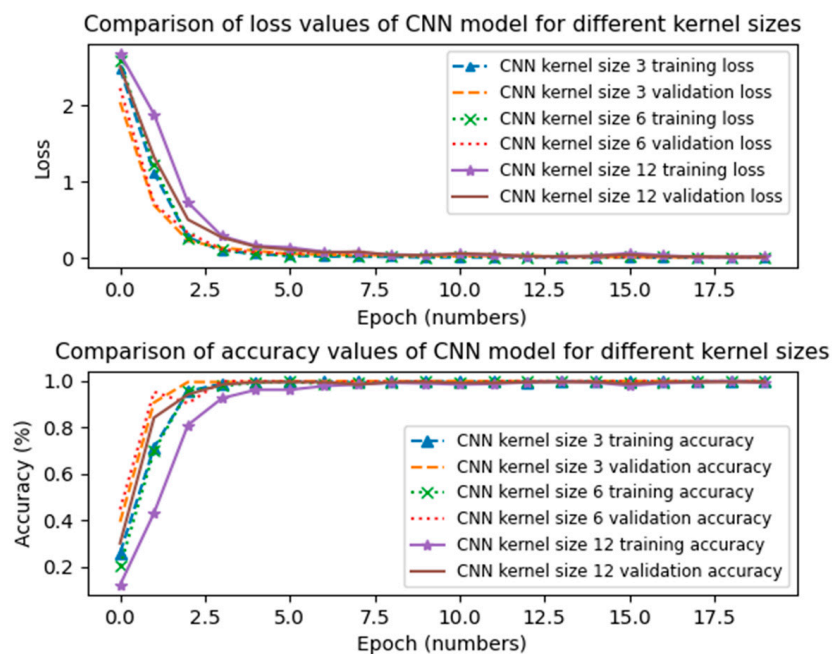 Comparison of loss values of CNN model for different kernel sizes
Loss
2
1
0
CNN kernel size 3 training loss
CNN kernel size 3 validation loss
CNN kernel size 6 training loss
CNN kernel size 6 validation loss
CNN kernel size 12 training loss
CNN kernel size 12 validation loss
0.0 2.5 5.0 7.5 10.0 12.5 15.0 17.5
Epoch (numbers)
Comparison of accuracy values of CNN model for different kernel sizes
Accuracy (%)
1.0
0.8
0.6
0.4
0.2
CNN kernel size 3 training accuracy
CNN kernel size 3 validation accuracy
CNN kernel size 6 training accuracy
CNN kernel size 6 validation accuracy
CNN kernel size 12 training accuracy
CNN kernel size 12 validation accuracy
0.0 2.5 5.0 7.5 10.0 12.5 15.0 17.5
Epoch (numbers)